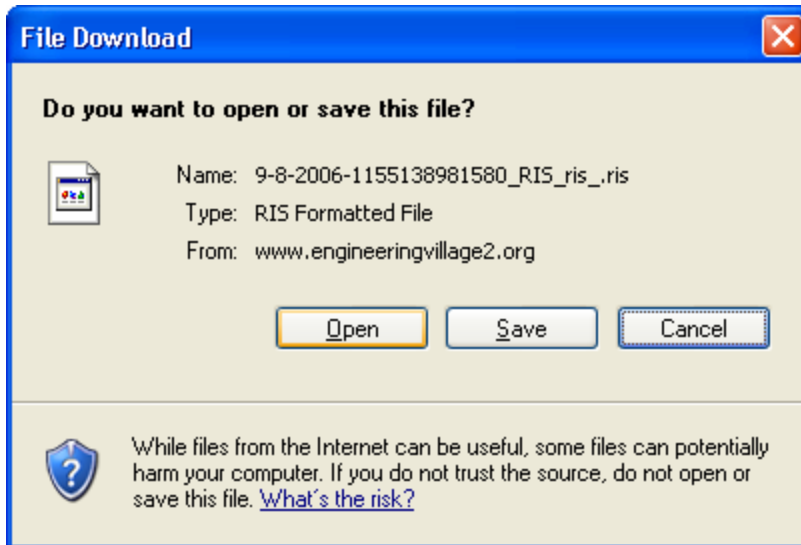 File Download
Do you want to open or save this file?
Name: 9-8-2006-1155138981580_RIS_ris_.ris
Type: RIS Formatted File
From: www.engineeringvillage2.org
Open Save Cancel
While files from the Internet can be useful, some files can potentially
harm your computer. If you do not trust the source, do not open or
save this file. What's the risk?